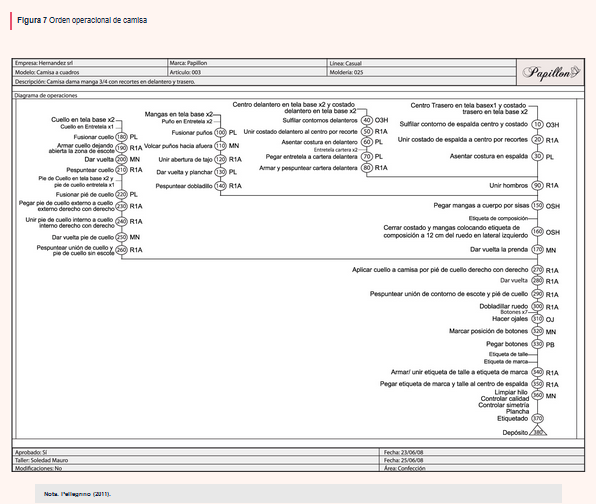 Figura 7 Orden operacional de camisa
Empresa: Hernandez srl
Marca: Papillon
Línea: Casual
Modelo: Camisa a cuadros
Artículo: 003
Moldería: 025
Descripción: Camisa dama manga 3/4 con recortes en delantero y trasero.
Papillon
Diagrama de operaciones
Cuello en tela base x2
Cuello en Entretela x1
Fusionar cuello 180 PL
Armar cuello dejando
abierta la zona de escote 190 R1A
Dar vuelta 200 MN
Pespuntear cuello 210 R1A
Pie de Cuello en tela base x2 y
pie de cuello entretela x1
Fusionar pié de cuello 220 PL
Pegar pie de cuello externo a cuello
externo derecho con derecho 230 R1A
Unir pie de cuello interno a cuello
interno derecho con derecho 240 R1A
Dar vuelta pie de cuello 250 MN
Pespuntear unión de cuello y
pie de cuello sin escote 260 R1A
Mangas en tela base x2
Puño en Entretela x2
Fusionar puños 100 PL
Volcar puños hacia afuera 110 MN
Unir abertura de tajo 120 R1A
Dar vuelta y planchar 130 PL
Pespuntear dobladillo 140 R1A
Centro delantero en tela base x2 y costado
delantero en tela base x2
Sufilar contornos delanteros 40 O3H
Unir costado delantero al centro por recorte 50 R1A
Asentar costura en delantero 60 PL
Entretela cartera x2
Pegar entretela a cartera delantera 70 PL
Armar y pespuntear cartera delantera 80 R1A
Centro Trasero en tela basex1 y costado
trasero en tela base x2
Sufilar contorno de espalda centro y costado 10 O3H
Unir costado de espalda a centro por recortes 20 R1A
Asentar costura en espalda 30 PL
Unir hombros 90 R1A
Pegar mangas a cuerpo por sisas 150 OSH
Etiqueta de composición
Cerrar costado y mangas colocando etiqueta de
composición a 12 cm del ruedo en lateral izquierdo 160 OSH
Dar vuelta la prenda 170 MN
Aplicar cuello a camisa por pié de cuello derecho con derecho 270 R1A
Dar vuelta 280 R1A
Pespuntear unión de contorno de escote y pié de cuello 290 R1A
Dobladillar ruedo 300 R1A
Botones x7
Hacer ojales 310 OJ
Marcar posición de botones 320 MN
Pegar botones 330 PB
Etiqueta de talle
Etiqueta de marca
Armar/ unir etiqueta de talle a etiqueta de marca 340 R1A
Pegar etiqueta de marca y talle al centro de espalda 350 R1A
Limpiar hilo
Controlar calidad 360 MN
Controlar simetría
Plancha
Etiquetado 370
Depósito 380
Aprobado: Sí
Fecha: 23/06/08
Taller: Soledad Mauro
Fecha: 25/06/08
Modificaciones: No
Área: Confección
Nota. Pellegrino (2011).